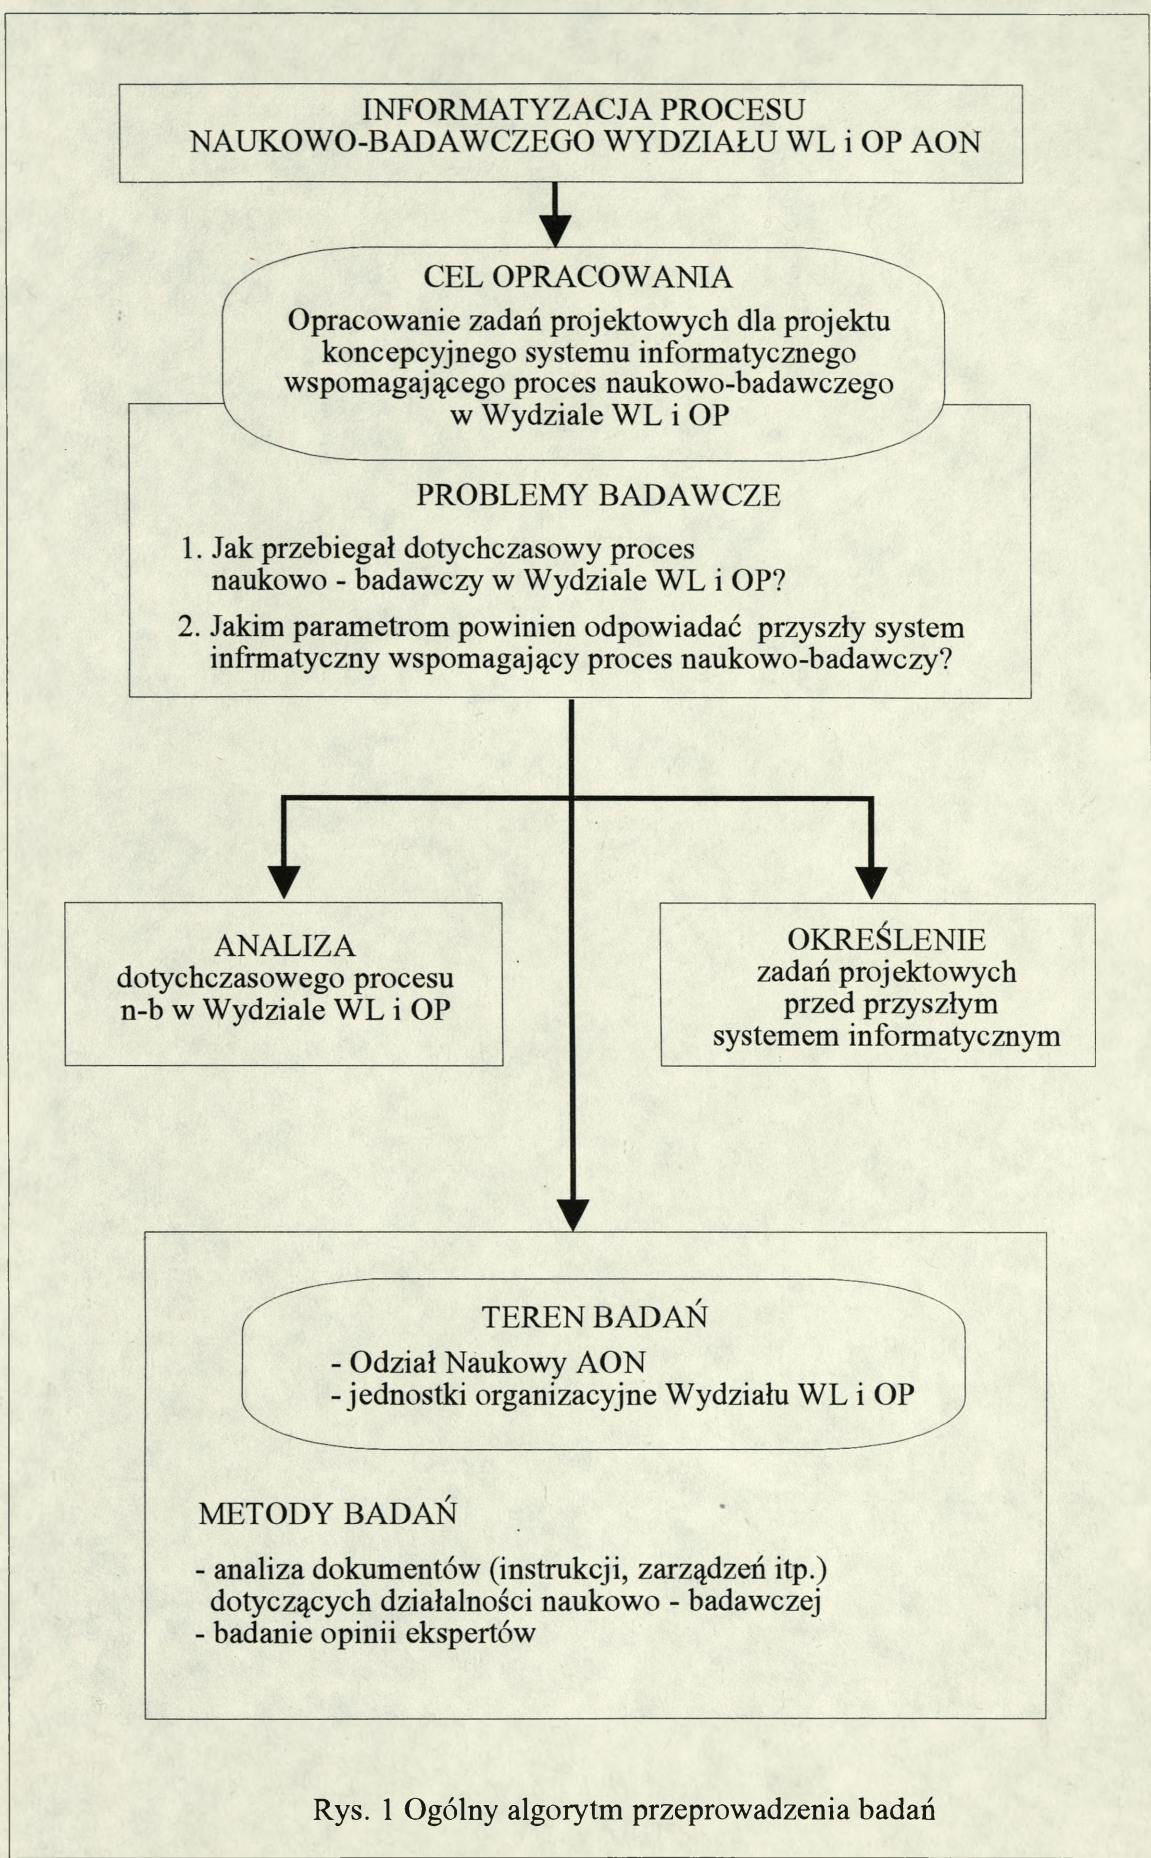 INFORMATYZACJA PROCESU
NAUKOWO-BADAWCZEGO WYDZIAŁU WL i OP AON
CEL OPRACOWANIA
Opracowanie zadań projektowych dla projektu
koncepcyjnego systemu informatycznego
wspomagającego proces naukowo-badawczego
w Wydziale WL i OP
PROBLEMY BADAWCZE
1. Jak przebiegał dotychczasowy proces
naukowo - badawczy w Wydziale WL i OP?
2. Jakim parametrom powinien odpowiadać przyszły system
infrmatyczny wspomagający proces naukowo-badawczy?
ANALIZA
dotychczasowego procesu
n-b w Wydziale WL i OP
OKREŚLENIE
zadań projektowych
przed przyszłym
systemem informatycznym
TEREN BADAŃ
- Odział Naukowy AON
- jednostki organizacyjne Wydziału WL i OP
METODY BADAŃ
- analiza dokumentów (instrukcji, zarządzeń itp.)
dotyczących działalności naukowo - badawczej
- badanie opinii ekspertów
Rys. 1 Ogólny algorytm przeprowadzenia badań